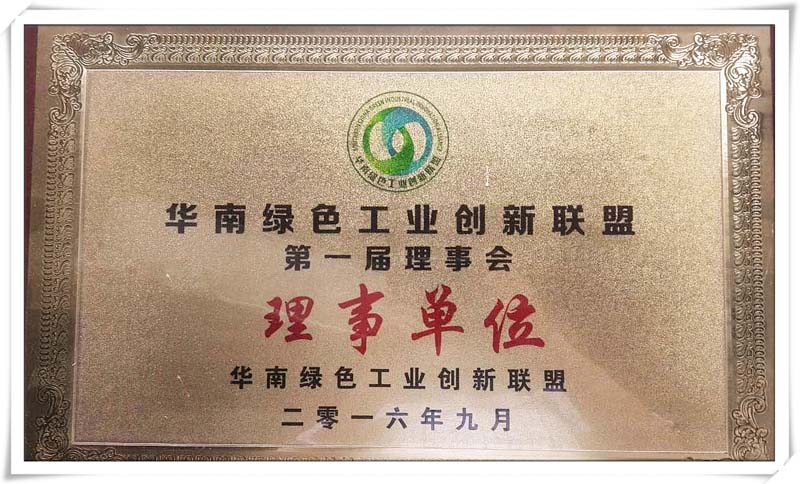 华南绿色工业创新联盟
第一届理事会
理事单位
华南绿色工业创新联盟
二零一六年九月